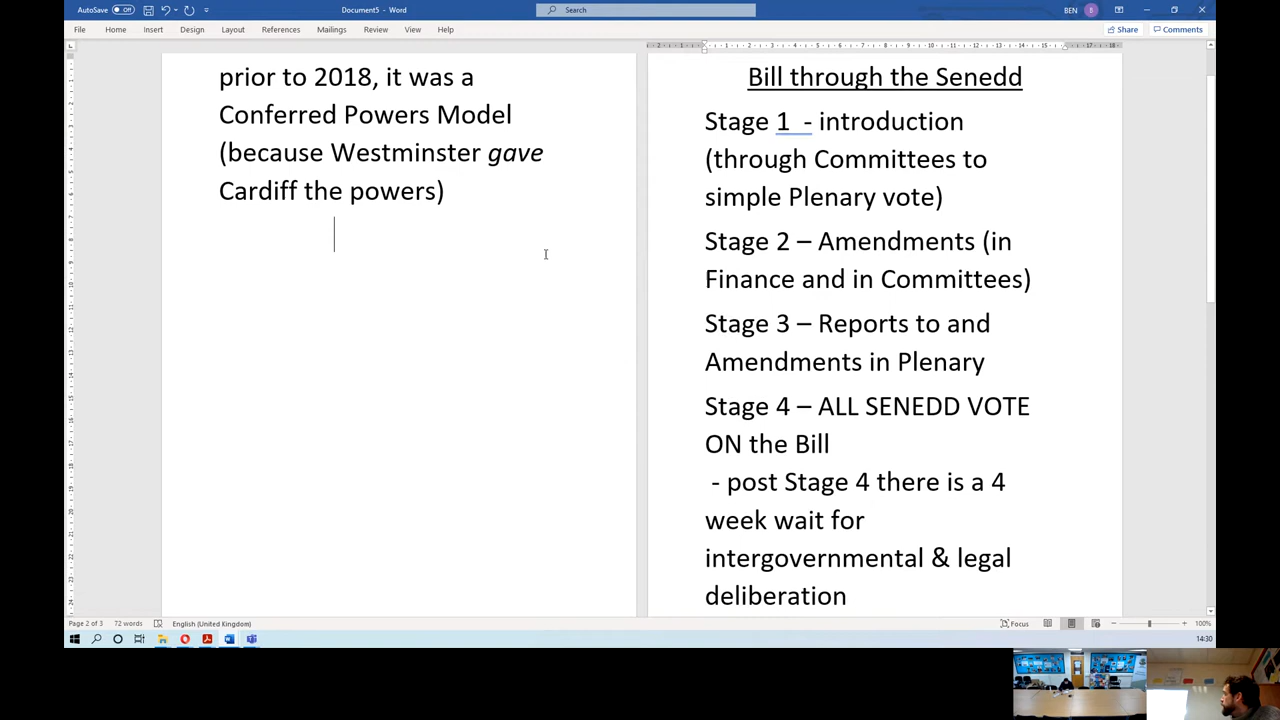 AutoSave
Off
Document5 - Word
Search
BEN
B
File
Home
Insert
Design
Layout
References
Mailings
Review
View
Help
Share
Comments
prior to 2018, it was a
Conferred Powers Model
(because Westminster gave
Cardiff the powers)
Bill through the Senedd
Stage 1  - introduction
(through Committees to
simple Plenary vote)
Stage 2 – Amendments (in
Finance and in Committees)
Stage 3 – Reports to and
Amendments in Plenary
Stage 4 – ALL SENEDD VOTE
ON the Bill
- post Stage 4 there is a 4
week wait for
intergovernmental & legal
deliberation
Page 2 of 3
72 words
English (United Kingdom)
Focus
100%
14:30